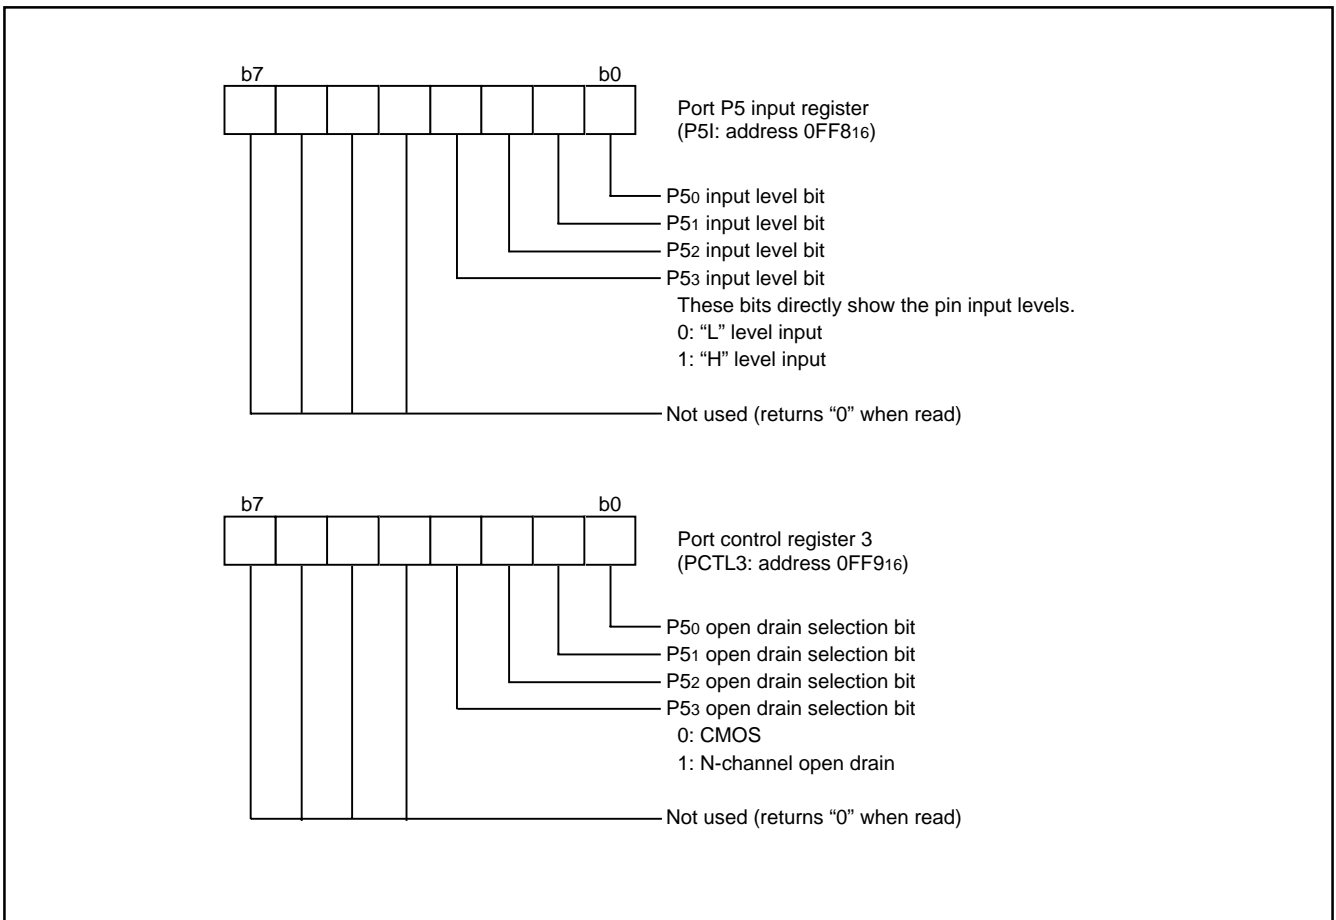 b7 b0
Port P5 input register
(P5I: address 0FF816)
P50 input level bit
P51 input level bit
P52 input level bit
P53 input level bit
These bits directly show the pin input levels.
0: “L” level input
1: “H” level input
Not used (returns “0” when read)
b7 b0
Port control register 3
(PCTL3: address 0FF916)
P50 open drain selection bit
P51 open drain selection bit
P52 open drain selection bit
P53 open drain selection bit
0: CMOS
1: N-channel open drain
Not used (returns “0” when read)